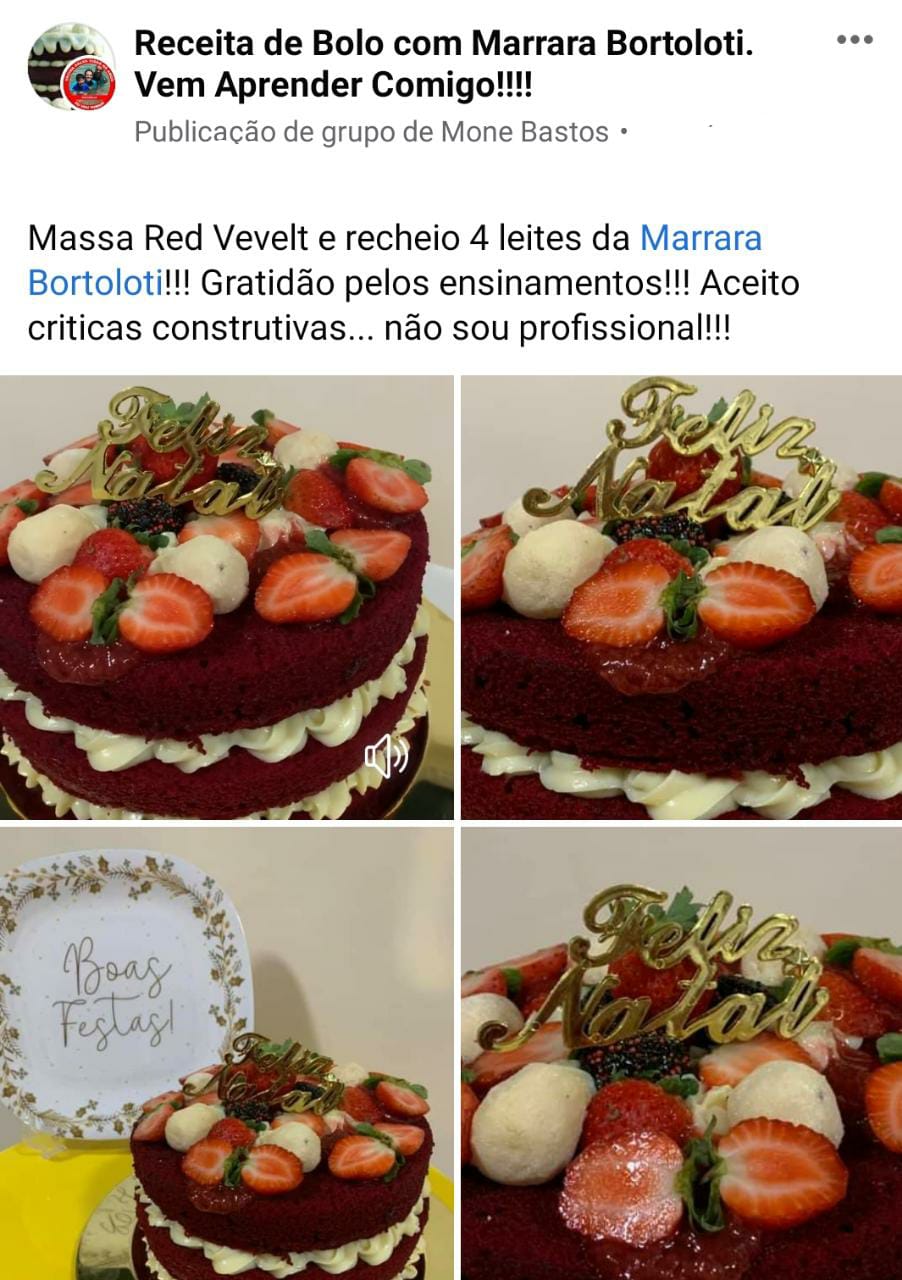 Receita de Bolo com Marrara Bortoloti.
Vem Aprender Comigo!!!!
Publicação de grupo de Mone Bastos •
Massa Red Vevelt e recheio 4 leites da Marrara
Bortoloti!!! Gratidão pelos ensinamentos!!! Aceito
criticas construtivas... não sou profissional!!!
Feliz
Natal
Feliz
Natal
Boas
Festas!
Feliz
Natal
Feliz
Natal